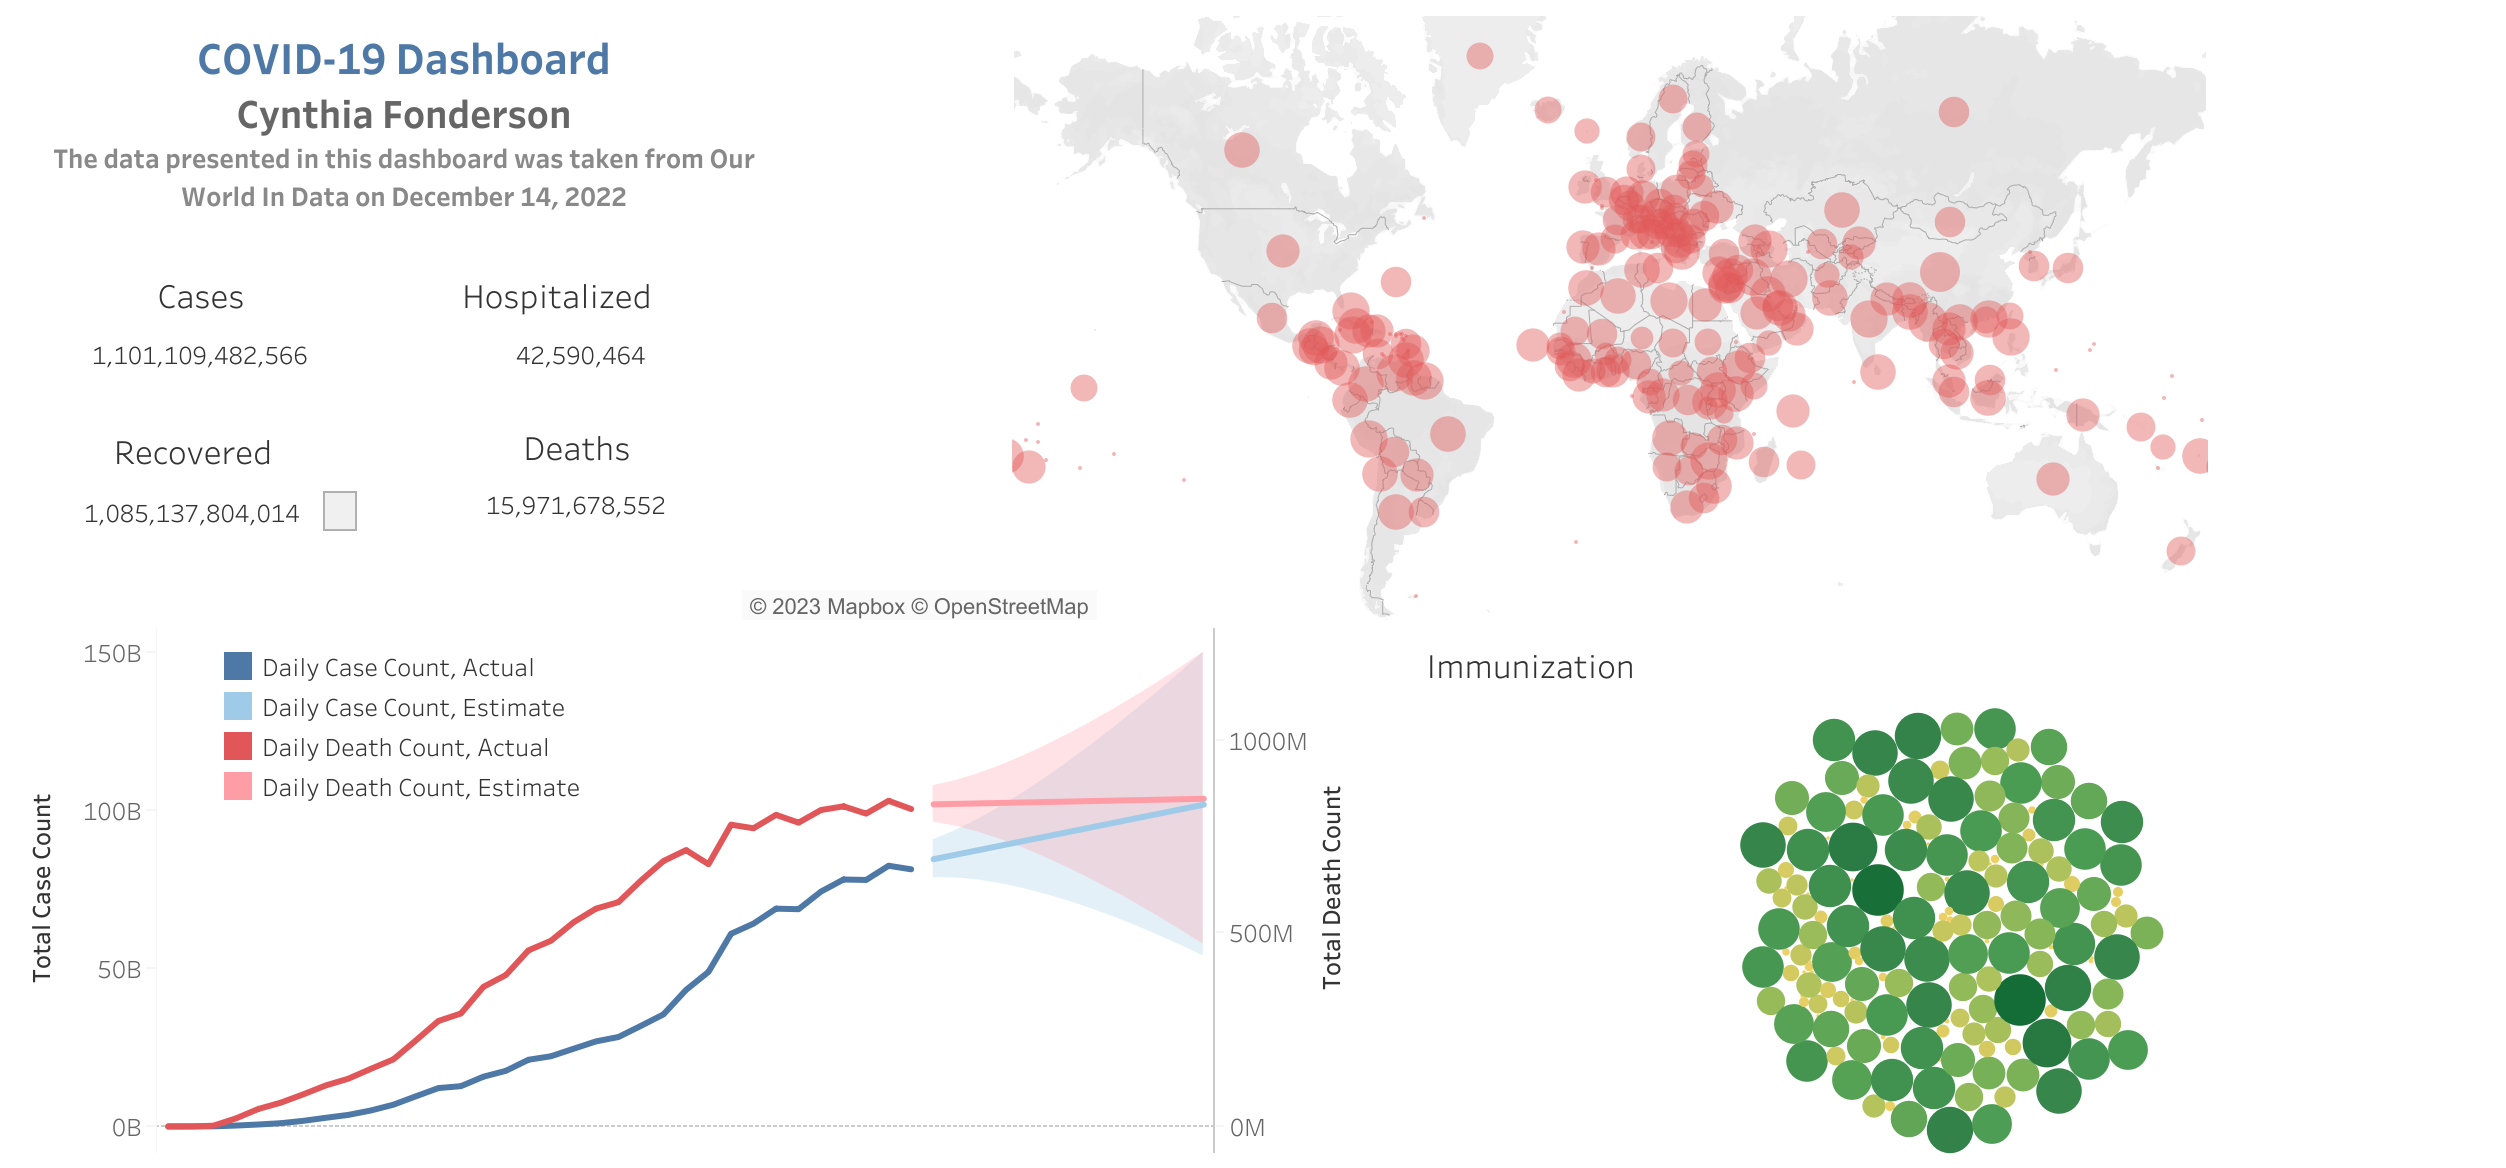 COVID-19 Dashboard
Cynthia Fonderson
The data presented in this dashboard was taken from Our
World In Data on December 14, 2022
Cases
Hospitalized
1,101,109,482,566
42,590,464
Recovered
Deaths
1,085,137,804,014
15,971,678,552
© 2023 Mapbox © OpenStreetMap
150B
100B
50B
0B
Total Case Count
Daily Case Count, Actual
Daily Case Count, Estimate
Daily Death Count, Actual
Daily Death Count, Estimate
1000M
500M
0M
Total Death Count
Immunization